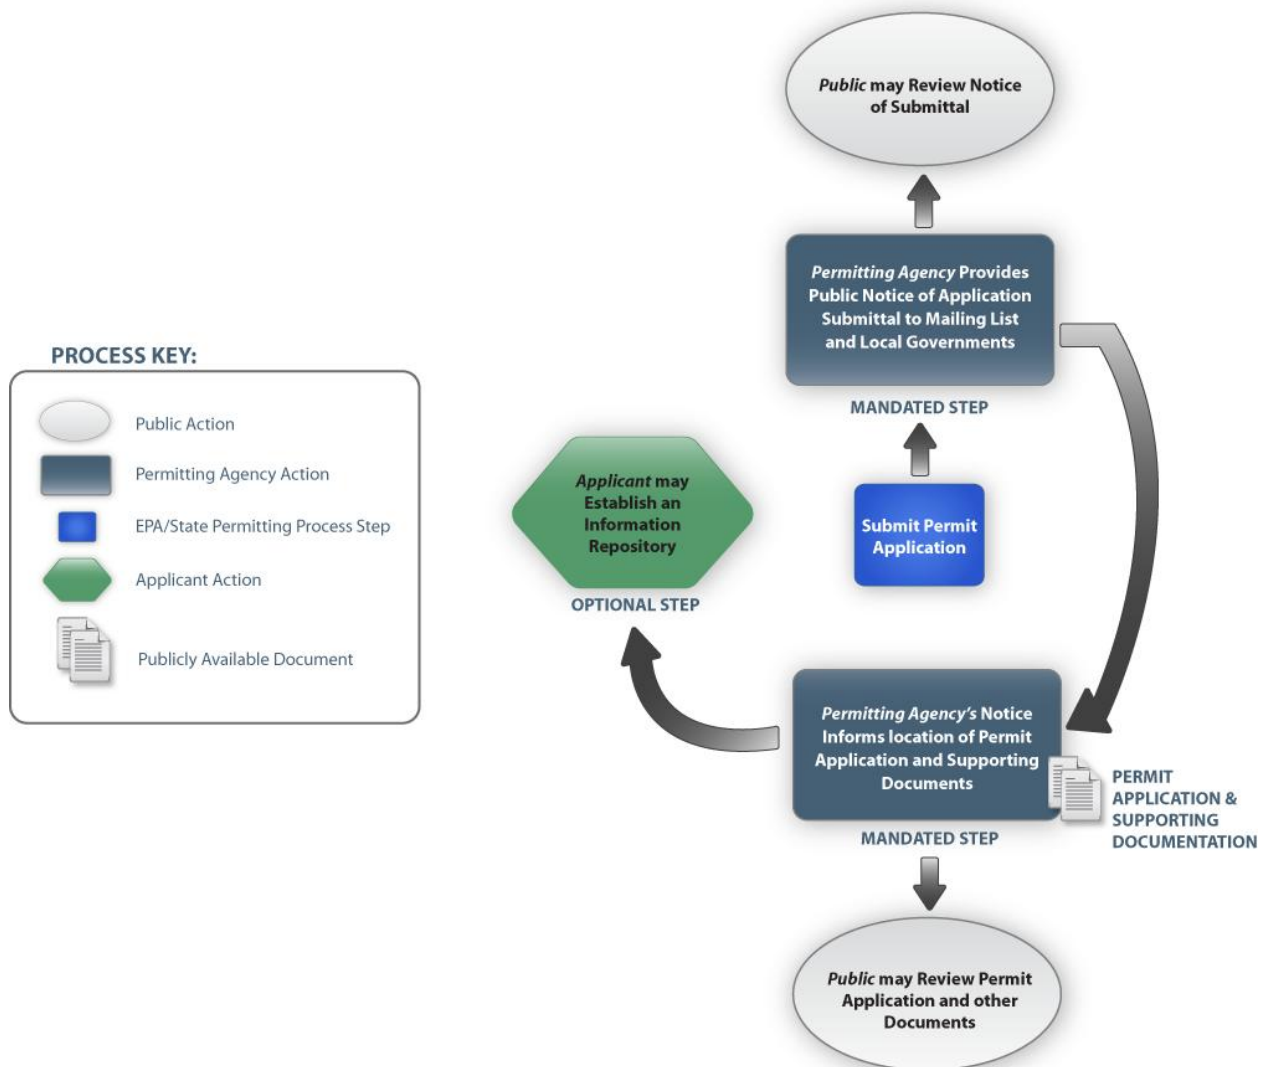 Public may Review Notice
of Submittal
Permitting Agency Provides
Public Notice of Application
Submittal to Mailing List
and Local Governments
MANDATED STEP
PROCESS KEY:
Public Action
Permitting Agency Action
EPA/State Permitting Process Step
Applicant Action
Publicly Available Document
Applicant may
Establish an
Information
Repository
OPTIONAL STEP
Submit Permit
Application
Permitting Agency's Notice
Informs location of Permit
Application and Supporting
Documents
MANDATED STEP
PERMIT
APPLICATION &
SUPPORTING
DOCUMENTATION
Public may Review Permit
Application and other
Documents